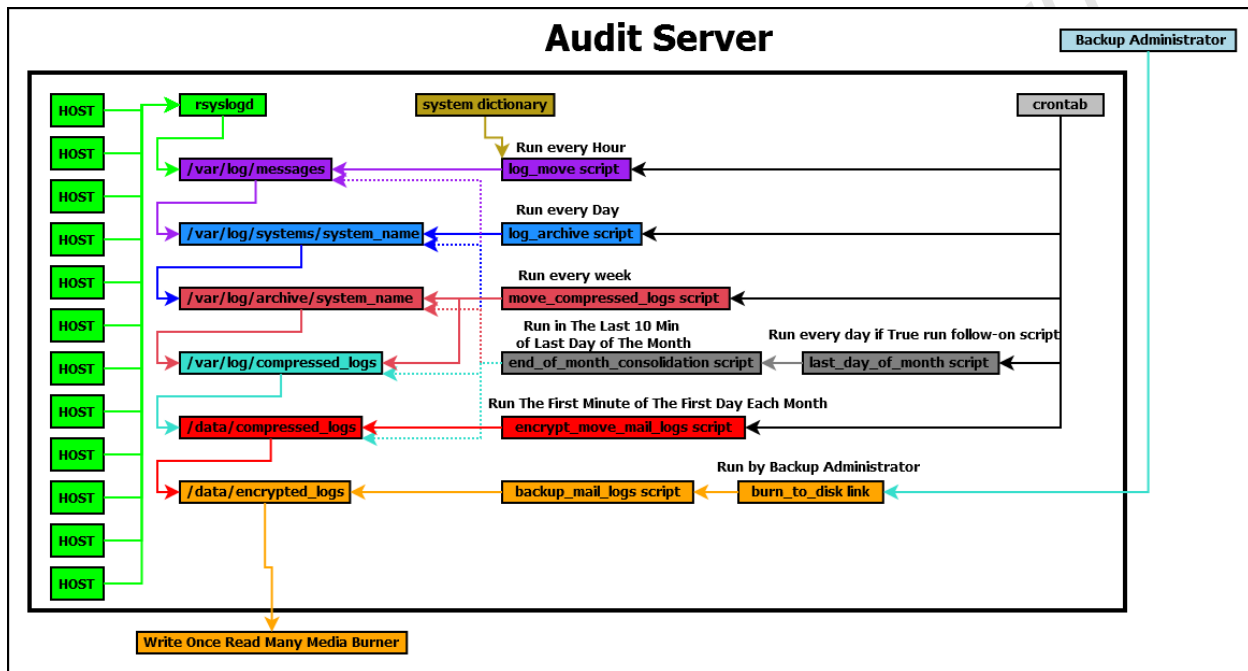 Audit Server
Backup Administrator
HOST
rsyslogd
system dictionary
crontab
Run every Hour
HOST
/var/log/messages
log_move script
HOST
Run every Day
HOST
/var/log/systems/system_name
log_archive script
HOST
Run every week
/var/log/archive/system_name
move_compressed_logs script
HOST
Run in The Last 10 Min
of Last Day of The Month
Run every day if True run follow-on script
HOST
/var/log/compressed_logs
end_of_month_consolidation script
last_day_of_month script
HOST
Run The First Minute of The First Day Each Month
/data/compressed_logs
encrypt_move_mail_logs script
HOST
Run by Backup Administrator
HOST
/data/encrypted_logs
backup_mail_logs script
burn_to_disk link
HOST
HOST
Write Once Read Many Media Burner